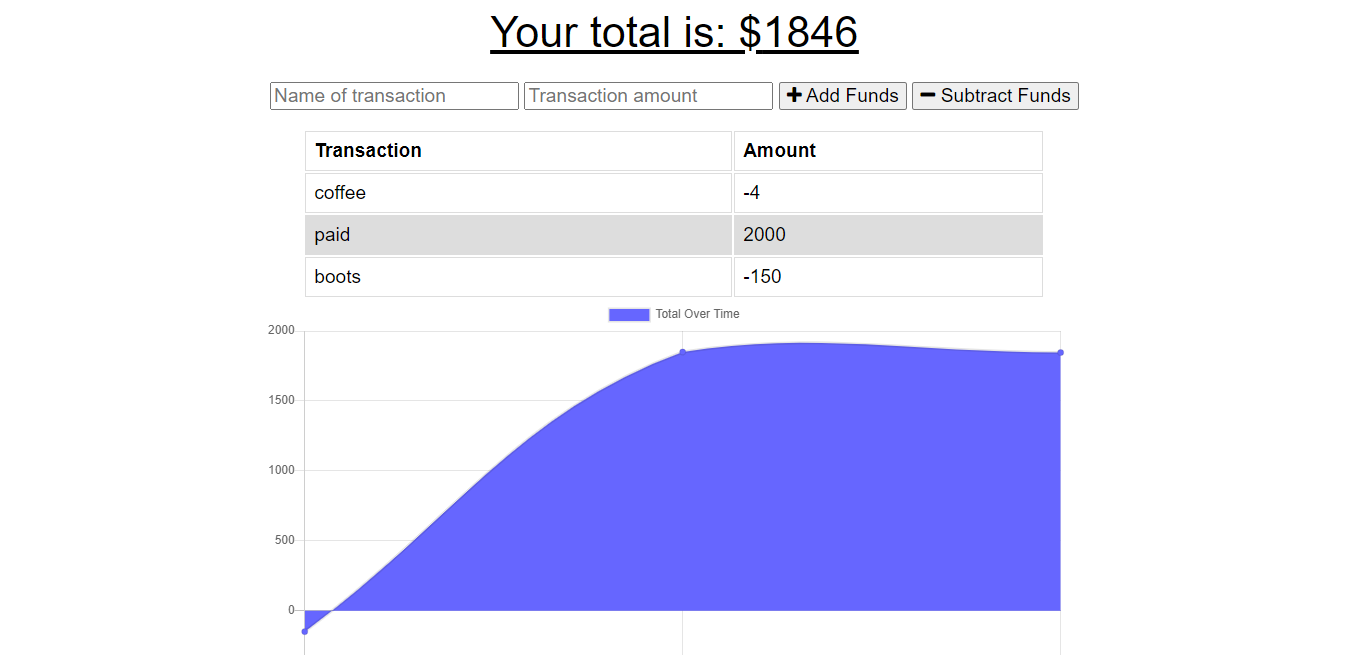 Your total is: $1846
Name of transaction Transaction amount + Add Funds − Subtract Funds
Transaction Amount
coffee -4
paid 2000
boots -150
Total Over Time
2000
1500
1000
500
0